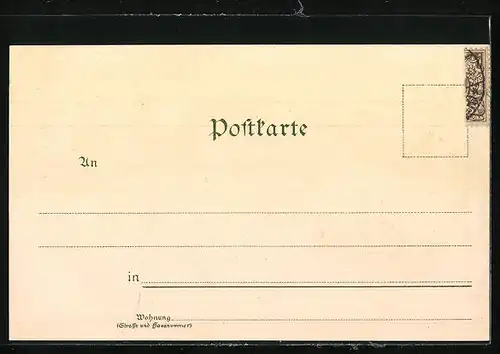 Postkarte
An
in
Wohnung
(Straße und Hausnummer)